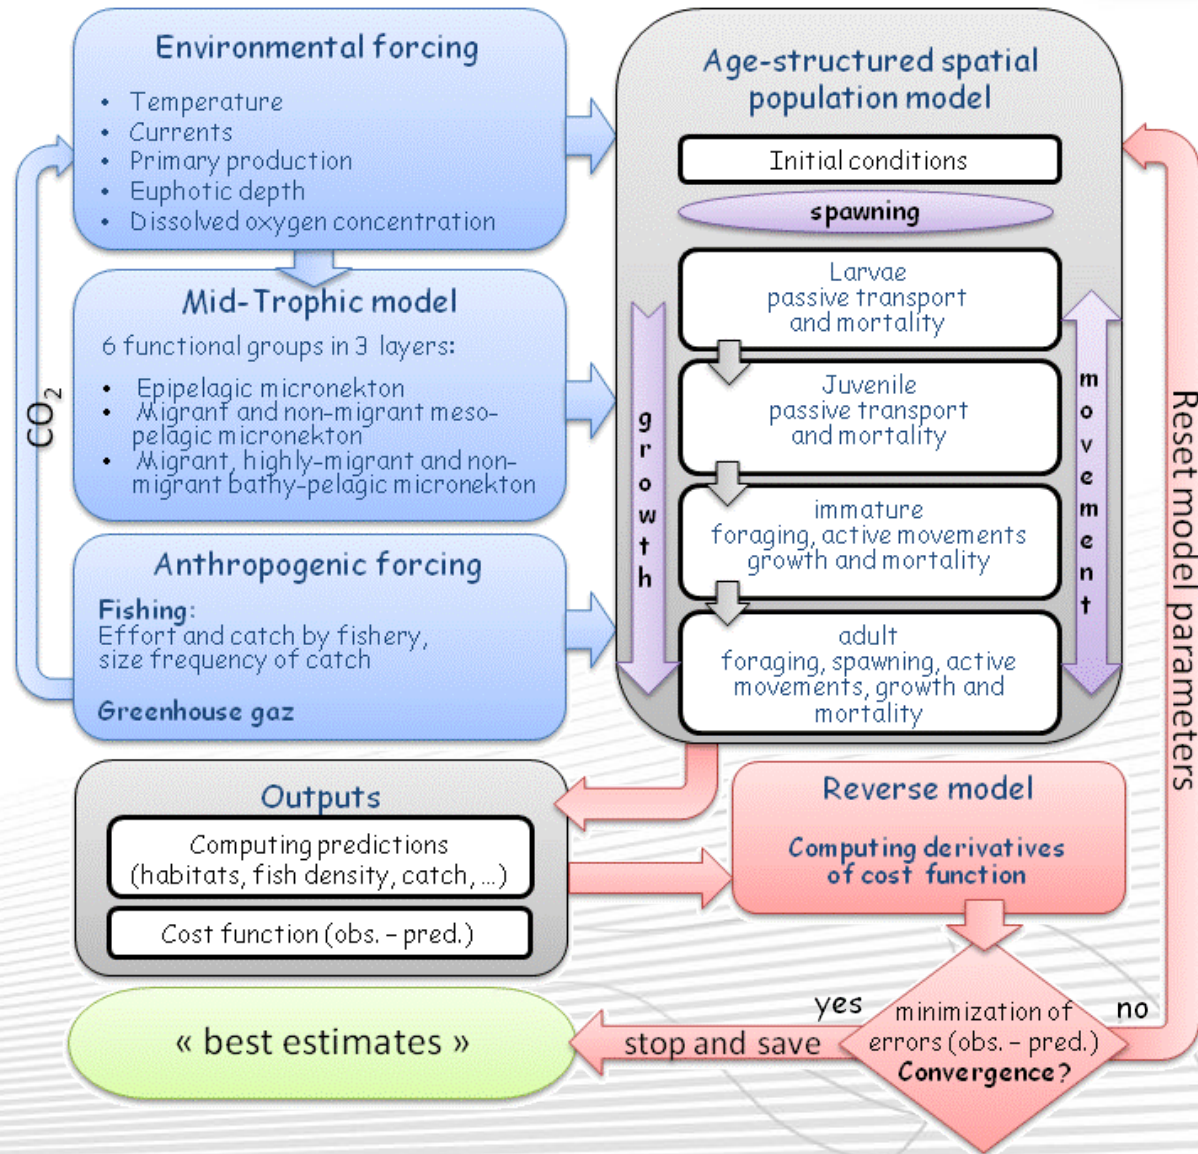 Environmental forcing
• Temperature
• Currents
• Primary production
• Euphotic depth
• Dissolved oxygen concentration
Mid-Trophic model
6 functional groups in 3 layers:
• Epipelagic micronekton
• Migrant and non-migrant meso-
pelagic micronekton
• Migrant, highly-migrant and non-
migrant bathy-pelagic micronekton
Anthropogenic forcing
Fishing:
Effort and catch by fishery,
size frequency of catch
Greenhouse gaz
CO₂
Age-structured spatial
population model
Initial conditions
spawning
Larvae
passive transport
and mortality
Juvenile
passive transport
and mortality
immature
foraging, active movements
growth and mortality
adult
foraging, spawning, active
movements, growth and
mortality
growth
movement
Reset model parameters
Outputs
Computing predictions
(habitats, fish density, catch, ...)
Cost function (obs. – pred.)
Reverse model
Computing derivatives
of cost function
minimization of
errors (obs. – pred.)
Convergence?
yes
no
stop and save
« best estimates »